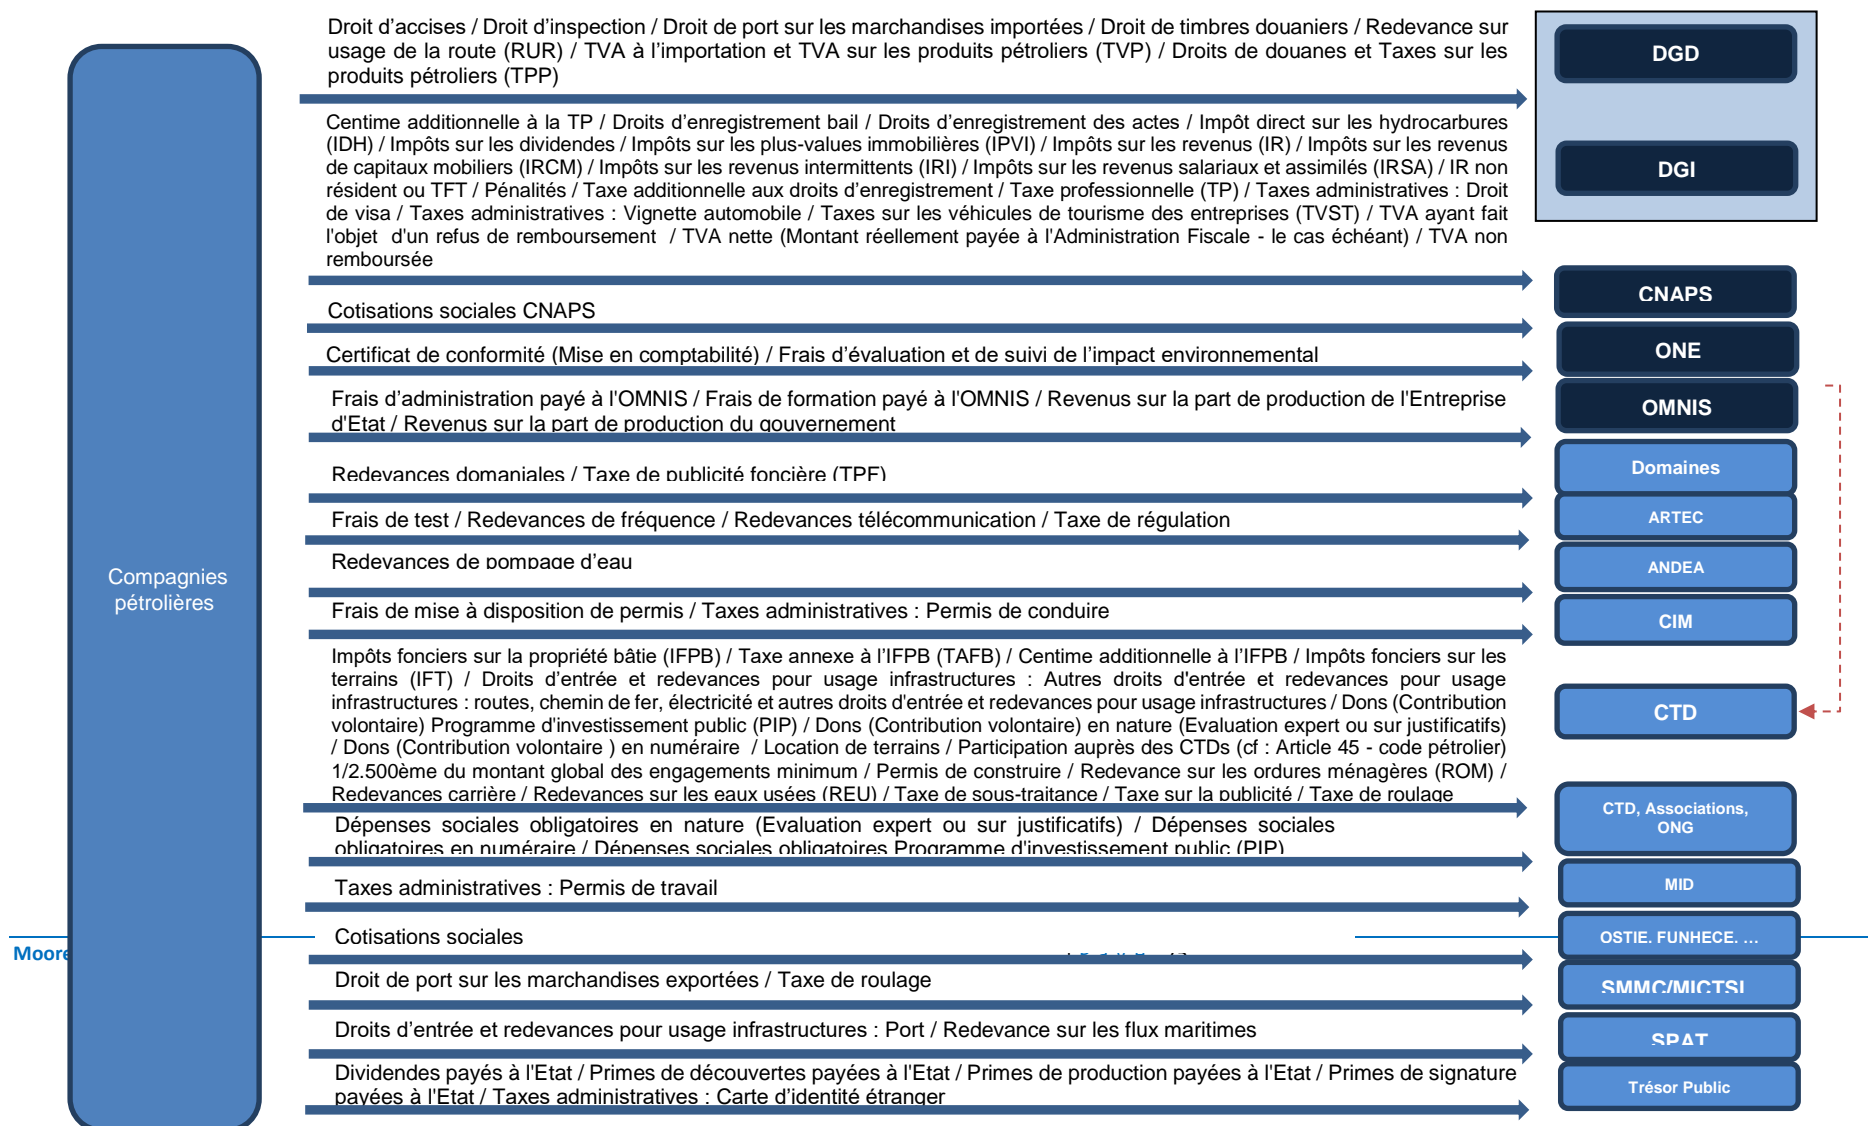 Droit d’accises / Droit d’inspection / Droit de port sur les marchandises importées / Droit de timbres douaniers / Redevance sur
usage de la route (RUR) / TVA à l’importation et TVA sur les produits pétroliers (TVP) / Droits de douanes et Taxes sur les
produits pétroliers (TPP)
DGD
Centime additionnelle à la TP / Droits d’enregistrement bail / Droits d’enregistrement des actes / Impôt direct sur les hydrocarbures
(IDH) / Impôts sur les dividendes / Impôts sur les plus-values immobilières (IPVI) / Impôts sur les revenus (IR) / Impôts sur les revenus
de capitaux mobiliers (IRCM) / Impôts sur les revenus intermittents (IRI) / Impôts sur les revenus salariaux et assimilés (IRSA) / IR non
résident ou TFT / Pénalités / Taxe additionnelle aux droits d’enregistrement / Taxe professionnelle (TP) / Taxes administratives : Droit
de visa / Taxes administratives : Vignette automobile / Taxes sur les véhicules de tourisme des entreprises (TVST) / TVA ayant fait
l'objet d'un refus de remboursement / TVA nette (Montant réellement payée à l'Administration Fiscale - le cas échéant) / TVA non
remboursée
DGI
Cotisations sociales CNAPS
CNAPS
Certificat de conformité (Mise en comptabilité) / Frais d’évaluation et de suivi de l’impact environnemental
ONE
Frais d’administration payé à l'OMNIS / Frais de formation payé à l'OMNIS / Revenus sur la part de production de l'Entreprise
d'Etat / Revenus sur la part de production du gouvernement
OMNIS
Redevances domaniales / Taxe de publicité foncière (TPF)
Domaines
Frais de test / Redevances de fréquence / Redevances télécommunication / Taxe de régulation
ARTEC
Redevances de pompage d’eau
ANDEA
Compagnies
pétrolières
Frais de mise à disposition de permis / Taxes administratives : Permis de conduire
CIM
Impôts fonciers sur la propriété bâtie (IFPB) / Taxe annexe à l’IFPB (TAFB) / Centime additionnelle à l’IFPB / Impôts fonciers sur les
terrains (IFT) / Droits d’entrée et redevances pour usage infrastructures : Autres droits d'entrée et redevances pour usage
infrastructures : routes, chemin de fer, électricité et autres droits d'entrée et redevances pour usage infrastructures / Dons (Contribution
volontaire) Programme d'investissement public (PIP) / Dons (Contribution volontaire) en nature (Evaluation expert ou sur justificatifs)
/ Dons (Contribution volontaire ) en numéraire / Location de terrains / Participation auprès des CTDs (cf : Article 45 - code pétrolier)
1/2.500ème du montant global des engagements minimum / Permis de construire / Redevance sur les ordures ménagères (ROM) /
Redevances carrière / Redevances sur les eaux usées (REU) / Taxe de sous-traitance / Taxe sur la publicité / Taxe de roulage
CTD
Dépenses sociales obligatoires en nature (Evaluation expert ou sur justificatifs) / Dépenses sociales
obligatoires en numéraire / Dépenses sociales obligatoires Programme d'investissement public (PIP)
CTD, Associations,
ONG
Taxes administratives : Permis de travail
MID
Cotisations sociales
OSTIE. FUNHECE. …
Moore
Droit de port sur les marchandises exportées / Taxe de roulage
SMMC/MICTSI
Droits d’entrée et redevances pour usage infrastructures : Port / Redevance sur les flux maritimes
SPAT
Dividendes payés à l'Etat / Primes de découvertes payées à l'Etat / Primes de production payées à l'Etat / Primes de signature
payées à l'Etat / Taxes administratives : Carte d’identité étranger
Trésor Public